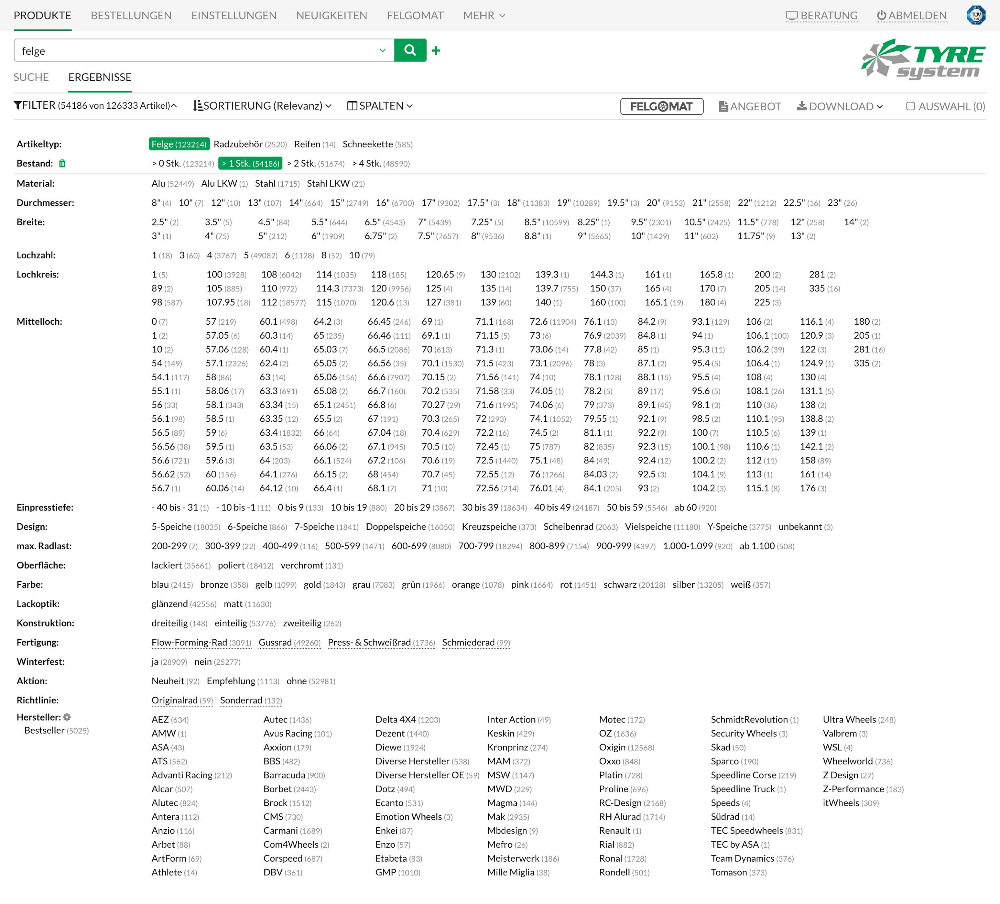 PRODUKTE BESTELLUNGEN EINSTELLUNGEN NEUIGKEITEN FELGOMAT MEHR BERATUNG ABMELDEN
TÜV SÜD
felge
TYRE system
SUCHE ERGEBNISSE
FILTER (54186 von 126333 Artikel) SORTIERUNG (Relevanz) SPALTEN FELGOMAT ANGEBOT DOWNLOAD AUSWAHL (0)
Artikeltyp: Felge (123214) Radzubehör (2520) Reifen (14) Schneekette (585)
Bestand: > 0 Stk. (123214) > 1 Stk. (54186) > 2 Stk. (51674) > 4 Stk. (48590)
Material: Alu (52449) Alu LKW (1) Stahl (1715) Stahl LKW (21)
Durchmesser: 8" (4) 10" (7) 12" (10) 13" (107) 14" (664) 15" (2749) 16" (6700) 17" (9302) 17.5" (3) 18" (11383) 19" (10289) 19.5" (3) 20" (9153) 21" (2558) 22" (1212) 22.5" (16) 23" (26)
Breite: 2.5" (2) 3.5" (5) 4.5" (84) 5.5" (644) 6.5" (4543) 7" (5439) 7.25" (5) 8.5" (10599) 8.25" (1) 9.5" (2301) 10.5" (2425) 11.5" (778) 12" (258) 14" (2)
3" (1) 4" (75) 5" (212) 6" (1909) 6.75" (2) 7.5" (7657) 8" (9536) 8.8" (1) 9" (5665) 10" (1429) 11" (602) 11.75" (9) 13" (2)
Lochzahl: 1 (18) 3 (60) 4 (3767) 5 (49082) 6 (1128) 8 (52) 10 (79)
Lochkreis: 1 (5) 100 (3928) 108 (6042) 114 (1035) 118 (185) 120.65 (9) 130 (2102) 139.3 (1) 144.3 (1) 161 (1) 165.8 (1) 200 (2) 281 (2)
89 (2) 105 (885) 110 (972) 114.3 (7373) 120 (9956) 125 (4) 135 (14) 139.7 (755) 150 (37) 165 (4) 170 (7) 205 (14) 335 (16)
98 (587) 107.95 (18) 112 (18577) 115 (1070) 120.6 (13) 127 (381) 139 (60) 140 (1) 160 (100) 165.1 (19) 180 (4) 225 (3)
Mittelloch: 0 (7) 57 (219) 60.1 (498) 64.2 (3) 66.45 (246) 69 (1) 71.1 (168) 72.6 (11904) 76.1 (13) 84.2 (9) 93.1 (129) 106 (2) 116.1 (4) 180 (2)
1 (2) 57.05 (6) 60.3 (14) 65 (235) 66.46 (111) 69.1 (1) 71.15 (5) 73 (6) 76.9 (2039) 84.8 (1) 94 (1) 106.1 (100) 120.9 (3) 205 (1)
10 (2) 57.06 (128) 60.4 (1) 65.03 (7) 66.5 (2086) 70 (613) 71.3 (1) 73.06 (14) 77.8 (42) 85 (1) 95.3 (11) 106.2 (39) 122 (3) 281 (16)
54 (149) 57.1 (2326) 62.4 (2) 65.05 (2) 66.56 (35) 70.1 (1530) 71.5 (423) 73.1 (2096) 78 (3) 87.1 (2) 95.4 (5) 106.4 (1) 124.9 (1) 335 (2)
54.1 (117) 58 (86) 63 (14) 65.06 (156) 66.6 (7907) 70.15 (2) 71.56 (141) 74 (10) 78.1 (128) 88.1 (15) 95.5 (4) 108 (4) 130 (4)
55.1 (1) 58.06 (17) 63.3 (691) 65.08 (2) 66.7 (160) 70.2 (535) 71.58 (33) 74.05 (1) 78.2 (5) 89 (17) 95.6 (5) 108.1 (26) 131.1 (5)
56 (33) 58.1 (343) 63.34 (15) 65.1 (2451) 66.8 (6) 70.27 (29) 71.6 (1995) 74.06 (6) 79 (373) 89.1 (45) 98.1 (3) 110 (36) 138 (2)
56.1 (98) 58.5 (1) 63.35 (12) 65.5 (2) 67 (191) 70.3 (265) 72 (293) 74.1 (1052) 79.55 (1) 92.1 (9) 98.5 (2) 110.1 (95) 138.8 (2)
56.5 (89) 59 (6) 63.4 (1832) 66 (64) 67.04 (18) 70.4 (629) 72.2 (16) 74.5 (2) 81.1 (1) 92.2 (9) 100 (7) 110.5 (6) 139 (1)
56.56 (38) 59.5 (1) 63.5 (53) 66.06 (2) 67.1 (945) 70.5 (10) 72.45 (1) 75 (787) 82 (835) 92.3 (15) 100.1 (98) 110.6 (1) 142.1 (2)
56.6 (721) 59.6 (3) 64 (203) 66.1 (524) 67.2 (106) 70.6 (19) 72.5 (1440) 75.1 (48) 84 (49) 92.4 (12) 100.2 (2) 112 (11) 158 (89)
56.62 (52) 60 (156) 64.1 (276) 66.15 (2) 68 (454) 70.7 (45) 72.55 (12) 76 (1266) 84.03 (2) 92.5 (3) 104.1 (9) 113 (1) 161 (14)
56.7 (1) 60.06 (14) 64.12 (10) 66.4 (1) 68.1 (7) 71 (10) 72.56 (214) 76.01 (4) 84.1 (205) 93 (2) 104.2 (3) 115.1 (8) 176 (3)
Einpresstiefe: - 40 bis - 31 (1) - 10 bis -1 (11) 0 bis 9 (133) 10 bis 19 (880) 20 bis 29 (3867) 30 bis 39 (18634) 40 bis 49 (24187) 50 bis 59 (5546) ab 60 (920)
Design: 5-Speiche (18035) 6-Speiche (866) 7-Speiche (1841) Doppelspeiche (16050) Kreuzspeiche (373) Scheibenrad (2063) Vielspeiche (11180) Y-Speiche (3775) unbekannt (3)
max. Radlast: 200-299 (7) 300-399 (22) 400-499 (116) 500-599 (1471) 600-699 (8080) 700-799 (18294) 800-899 (7154) 900-999 (4397) 1.000-1.099 (920) ab 1.100 (508)
Oberfläche: lackiert (35661) poliert (18412) verchromt (131)
Farbe: blau (2415) bronze (358) gelb (1099) gold (1843) grau (7083) grün (1966) orange (1078) pink (1664) rot (1451) schwarz (20128) silber (13205) weiß (357)
Lackoptik: glänzend (42556) matt (11630)
Konstruktion: dreiteilig (148) einteilig (53776) zweiteilig (262)
Fertigung: Flow-Forming-Rad (3091) Gussrad (49260) Press- & Schweißrad (1736) Schmiederad (99)
Winterfest: ja (28909) nein (25277)
Aktion: Neuheit (92) Empfehlung (1113) ohne (52981)
Richtlinie: Originalrad (59) Sonderrad (132)
Hersteller: AEZ (634) Autec (1436) Delta 4X4 (1203) Inter Action (49) Motec (172) SchmidtRevolution (1) Ultra Wheels (248)
Bestseller (5025) AMW (1) Avus Racing (101) Dezent (1440) Keskin (429) OZ (1636) Security Wheels (3) Valbrem (3)
ASA (43) Axxion (179) Diewe (1924) Kronprinz (274) Oxigin (12568) Skad (50) WSL (4)
ATS (562) BBS (482) Diverse Hersteller (538) MAM (372) Oxxo (848) Sparco (190) Wheelworld (736)
Advanti Racing (212) Barracuda (900) Diverse Hersteller OE (59) MSW (1147) Platin (728) Speedline Corse (219) Z Design (27)
Alcar (507) Borbet (2443) Dotz (494) MWD (229) Proline (696) Speedline Truck (1) Z-Performance (183)
Alutec (824) Brock (1512) Ecanto (531) Magma (144) RC-Design (2168) Speeds (4) itWheels (309)
Antera (112) CMS (730) Emotion Wheels (3) Mak (2935) RH Alurad (1714) Südrad (14)
Anzio (116) Carmani (1689) Enkei (87) Mbdesign (9) Renault (1) TEC Speedwheels (831)
Arbet (88) Com4Wheels (2) Enzo (57) Mefro (26) Rial (882) TEC by ASA (1)
ArtForm (69) Corspeed (687) Etabeta (83) Meisterwerk (186) Ronal (1728) Team Dynamics (376)
Athlete (14) DBV (361) GMP (1010) Mille Miglia (38) Rondell (501) Tomason (373)